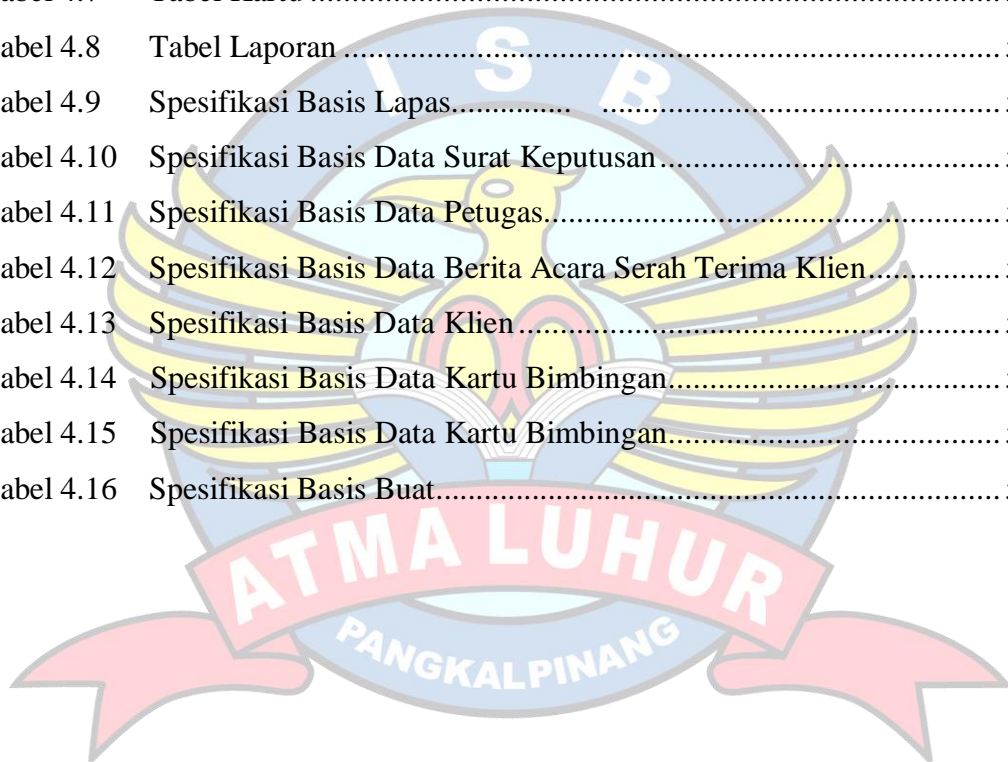 abel 4.8 Tabel Laporan ................................................................................
abel 4.9 Spesifikasi Basis Lapas............... ................................................
abel 4.10 Spesifikasi Basis Data Surat Keputusan .........................................
abel 4.11 Spesifikasi Basis Data Petugas........................................................
abel 4.12 Spesifikasi Basis Data Berita Acara Serah Terima Klien................
abel 4.13 Spesifikasi Basis Data Klien ...........................................................
abel 4.14 Spesifikasi Basis Data Kartu Bimbingan.........................................
abel 4.15 Spesifikasi Basis Data Kartu Bimbingan.........................................
abel 4.16 Spesifikasi Basis Buat.....................................................................
ISB
ATMA LUHUR
PANGKALPINANG